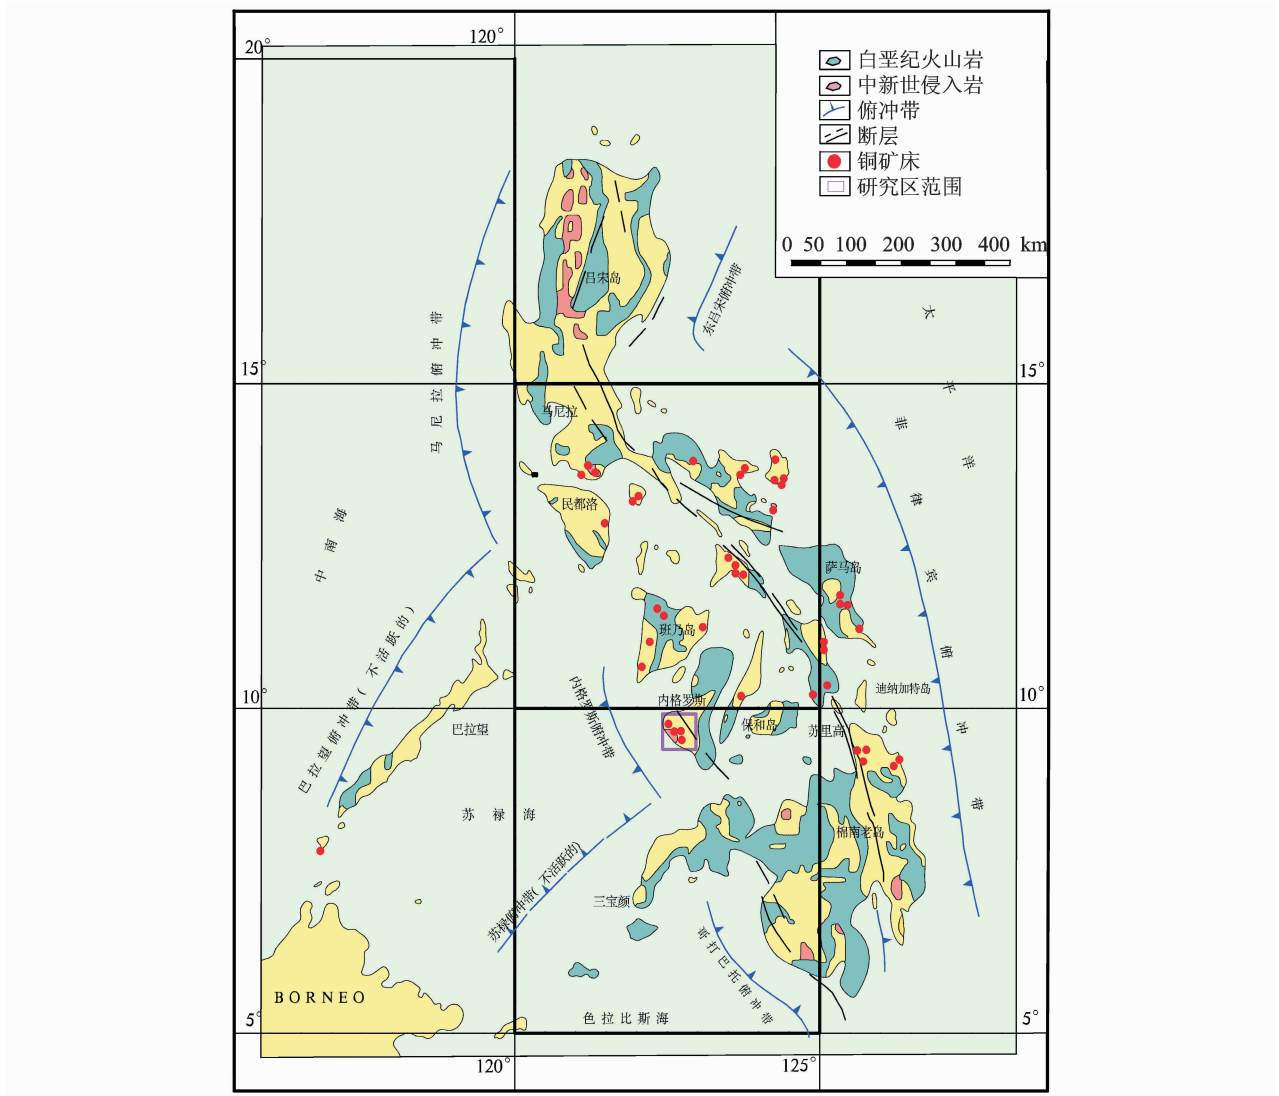 120°
20°
白垩纪火山岩
中新世侵入岩
俯冲带
断层
铜矿床
研究区范围
0 50 100 200 300 400 km
吕宋岛
东吕宋俯冲带
马尼拉俯冲带
太平洋
15°
15°
马尼拉
菲律宾俯冲带
民都洛
中南海
萨马岛
班乃岛
巴拉望俯冲带(不活跃的)
内格罗斯俯冲带
内格罗斯
迪纳加特岛
10°
10°
巴拉望
保和岛
苏里高
苏禄海
棉南老岛
苏禄俯冲带(不活跃的)
三宝颜
哥打巴托俯冲带
BORNEO
色拉比斯海
5°
5°
120°
125°